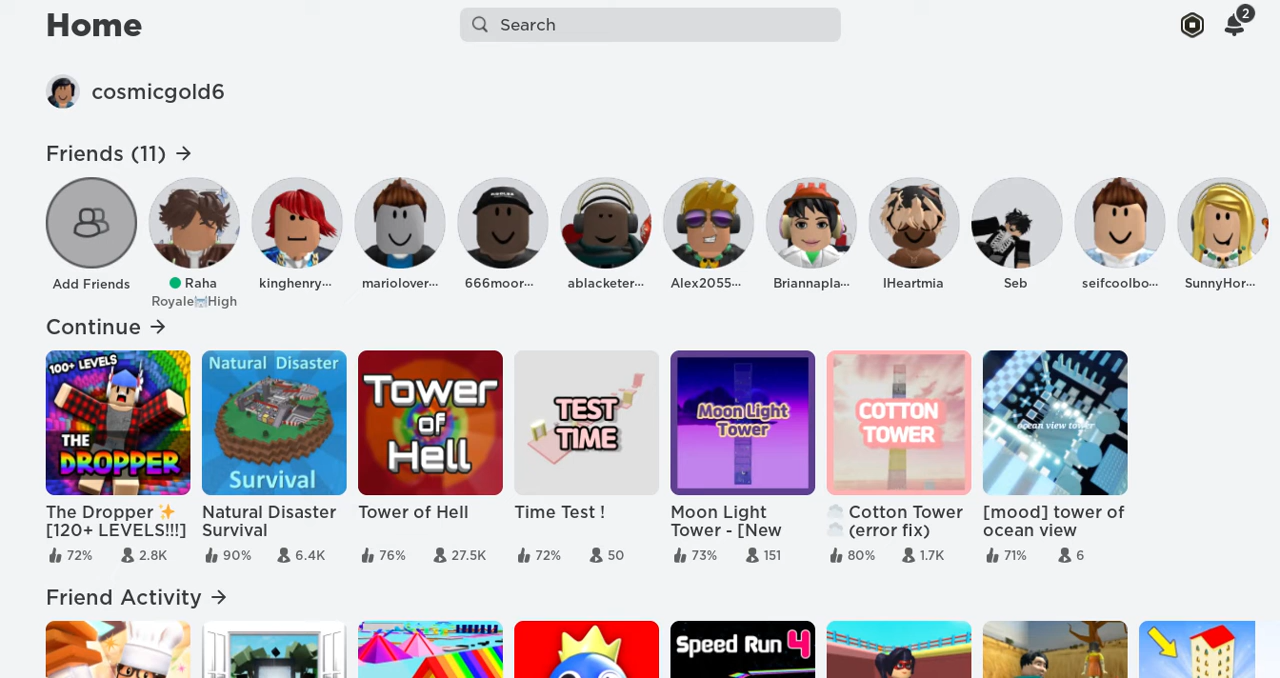 Home
Search
2
cosmicgold6
Friends (11) →
Add Friends
Raha
Royale🚰High
kinghenry...
mariolover...
666moor...
ablacketer...
Alex2055...
Briannapla...
IHeartmia
Seb
seifcoolbo...
SunnyHor...
Continue →
100+ LEVELS
THE
DROPPER
Natural Disaster
Survival
Tower
of
Hell
TEST
TIME
Moon Light
Tower
COTTON
TOWER
ocean view tower
The Dropper ✨
[120+ LEVELS!!!]
72% 2.8K
Natural Disaster
Survival
90% 6.4K
Tower of Hell
76% 27.5K
Time Test !
72% 50
Moon Light
Tower - [New
73% 151
Cotton Tower
(error fix)
80% 1.7K
[mood] tower of
ocean view
71% 6
Friend Activity →
Speed Run 4